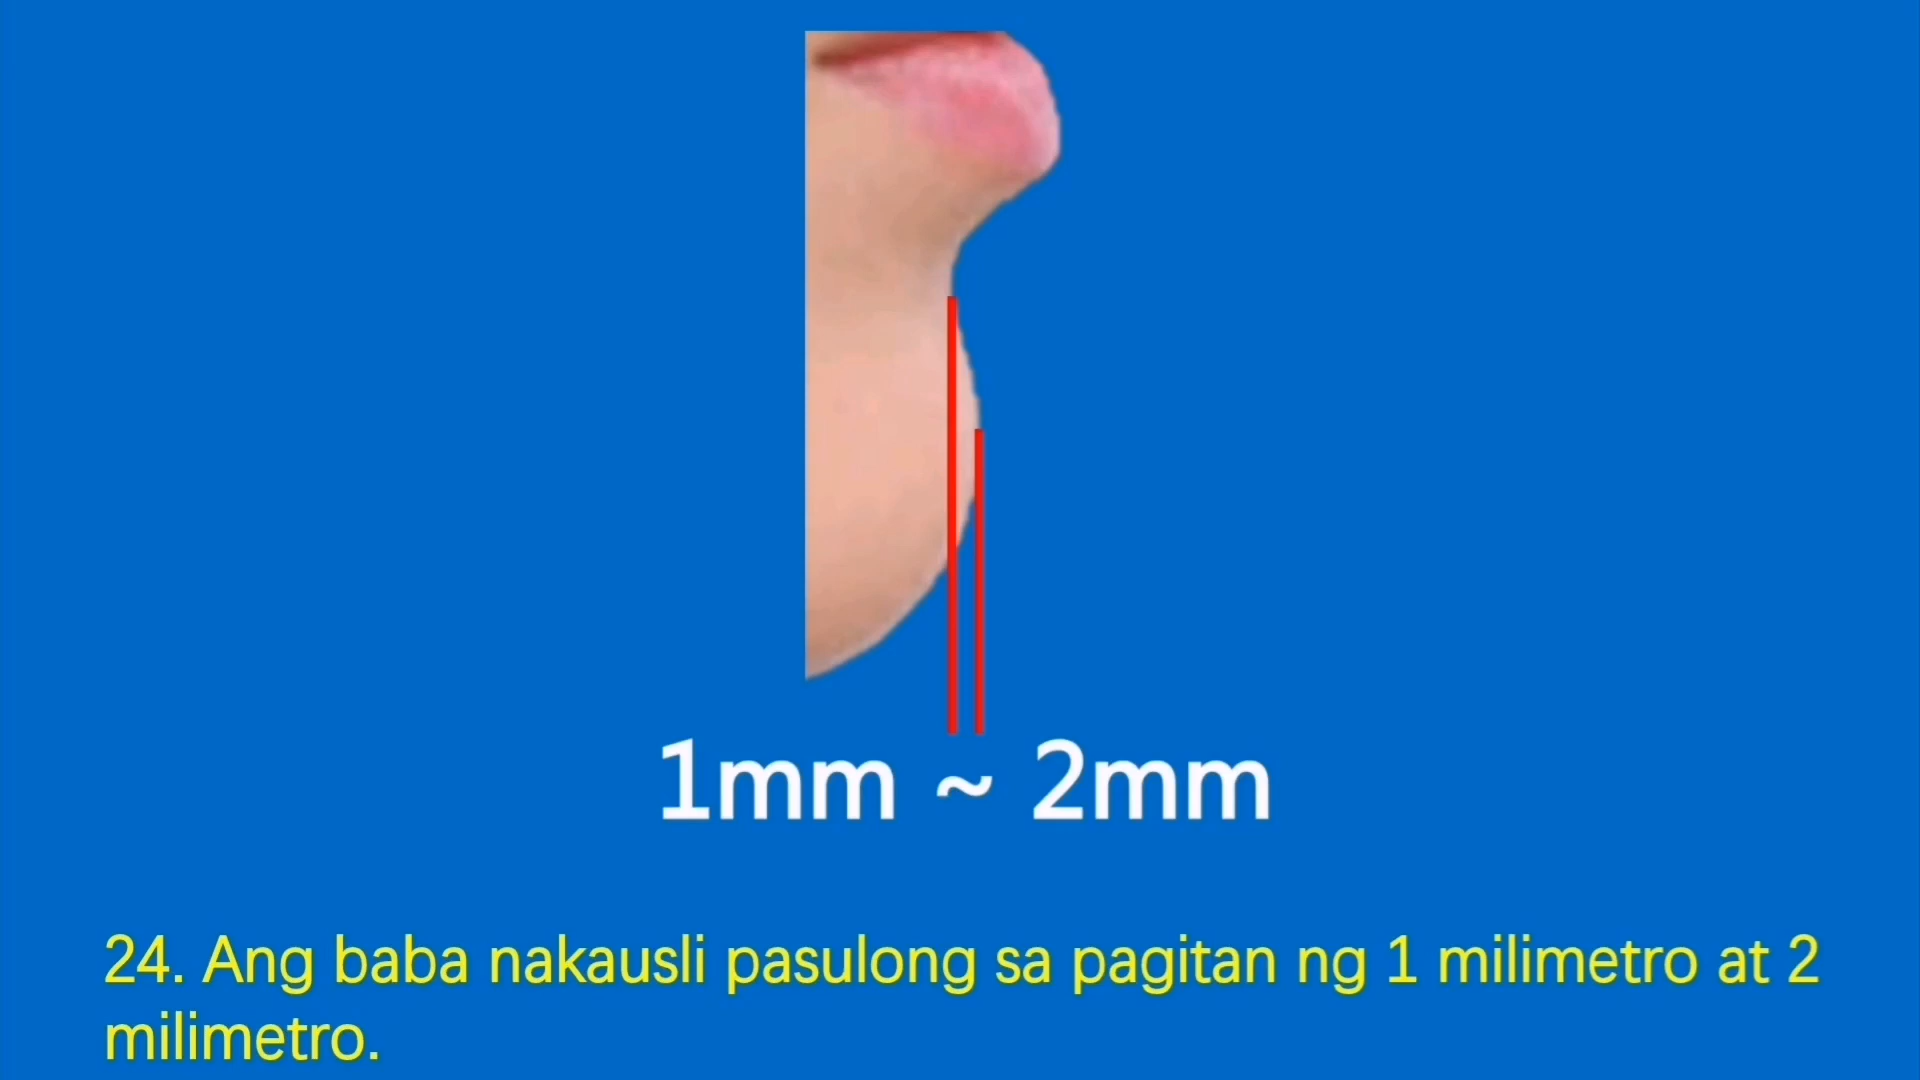 1mm ~ 2mm
24. Ang baba nakausli pasulong sa pagitan ng 1 milimetro at 2
milimetro.